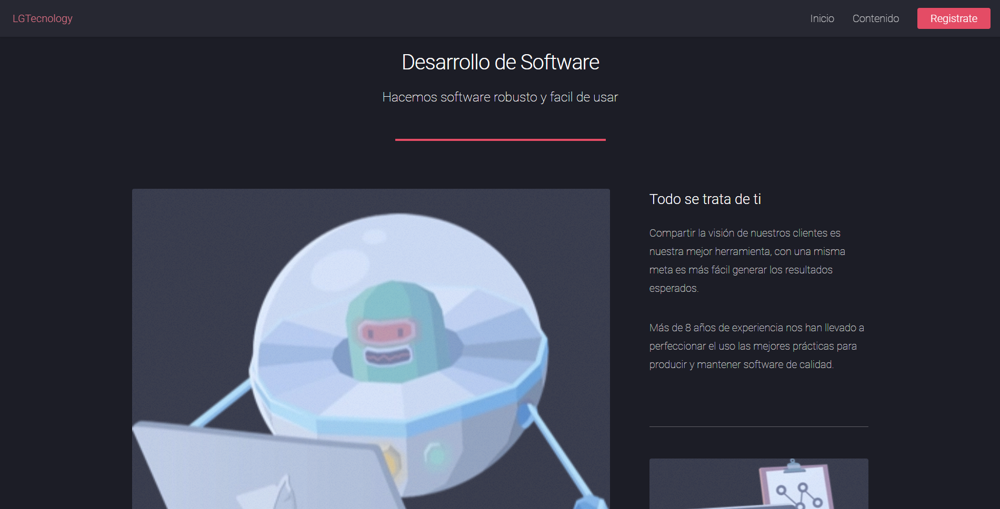 LGTecnology
Inicio
Contenido
Registrate
Desarrollo de Software
Hacemos software robusto y facil de usar
Todo se trata de ti
Compartir la visión de nuestros clientes es
nuestra mejor herramienta, con una misma
meta es más fácil generar los resultados
esperados.
Más de 8 años de experiencia nos han llevado a
perfeccionar el uso las mejores prácticas para
producir y mantener software de calidad.